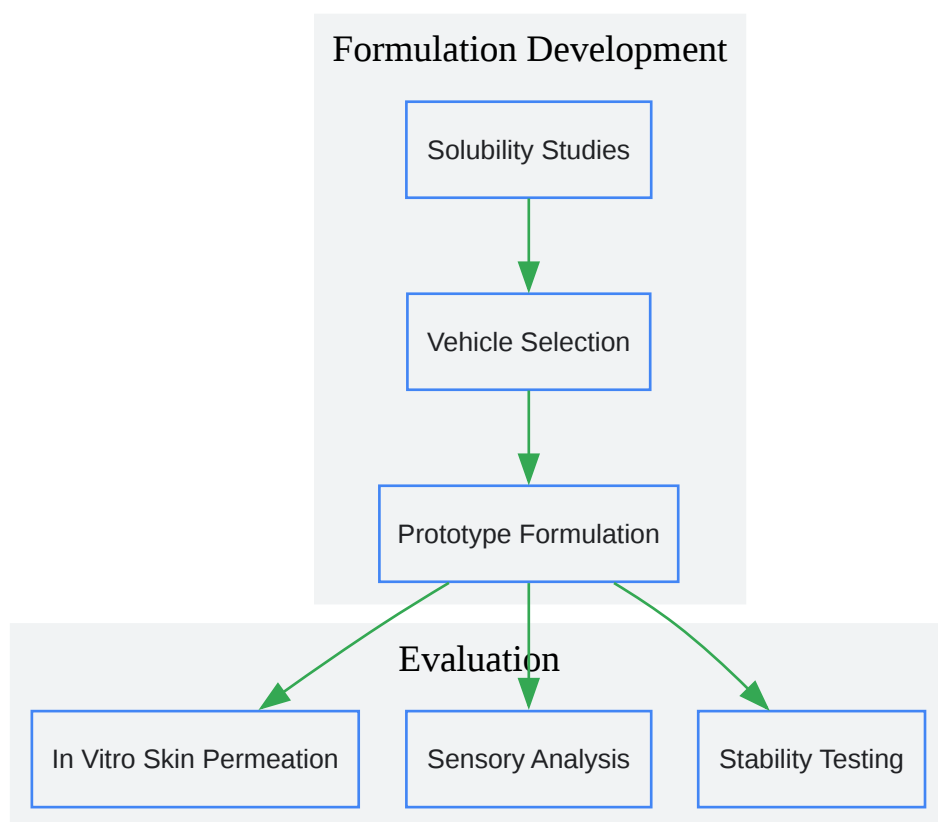 Formulation Development
Solubility Studies
Vehicle Selection
Prototype Formulation
Evaluation
In Vitro Skin Permeation
Sensory Analysis
Stability Testing